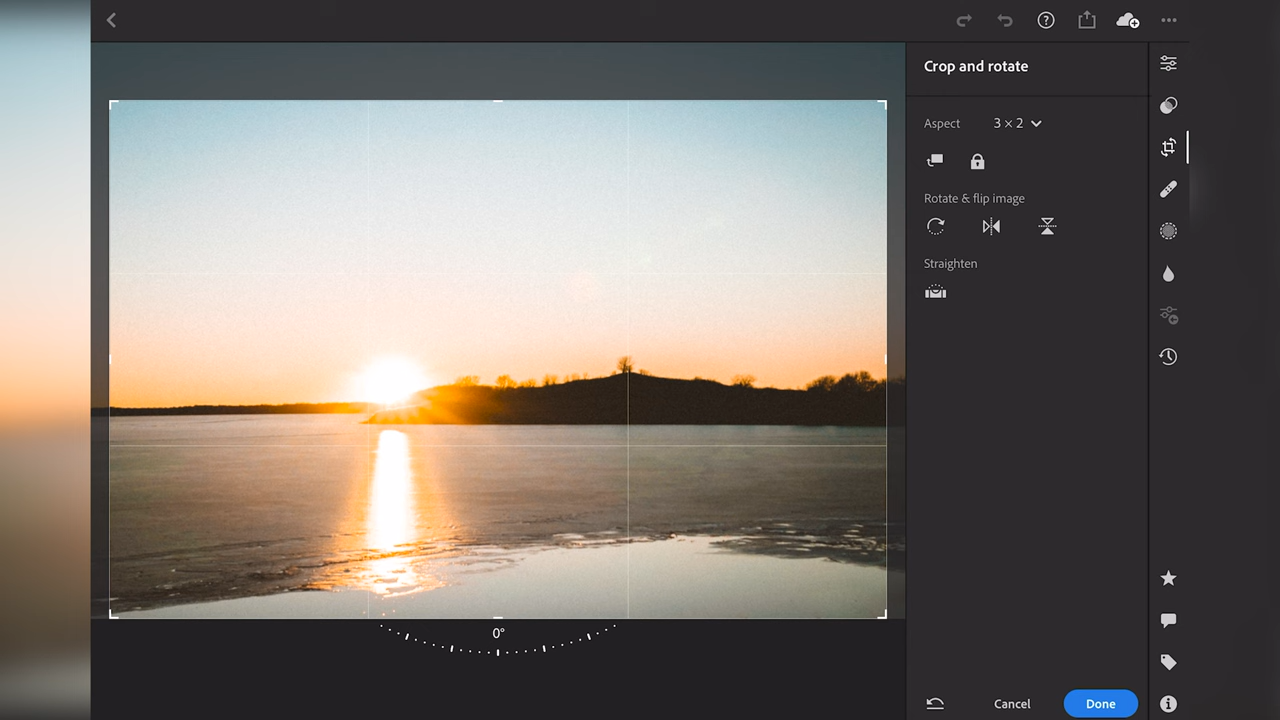 Crop and rotate
Aspect 3 × 2
Rotate & flip image
Straighten
0°
Cancel Done